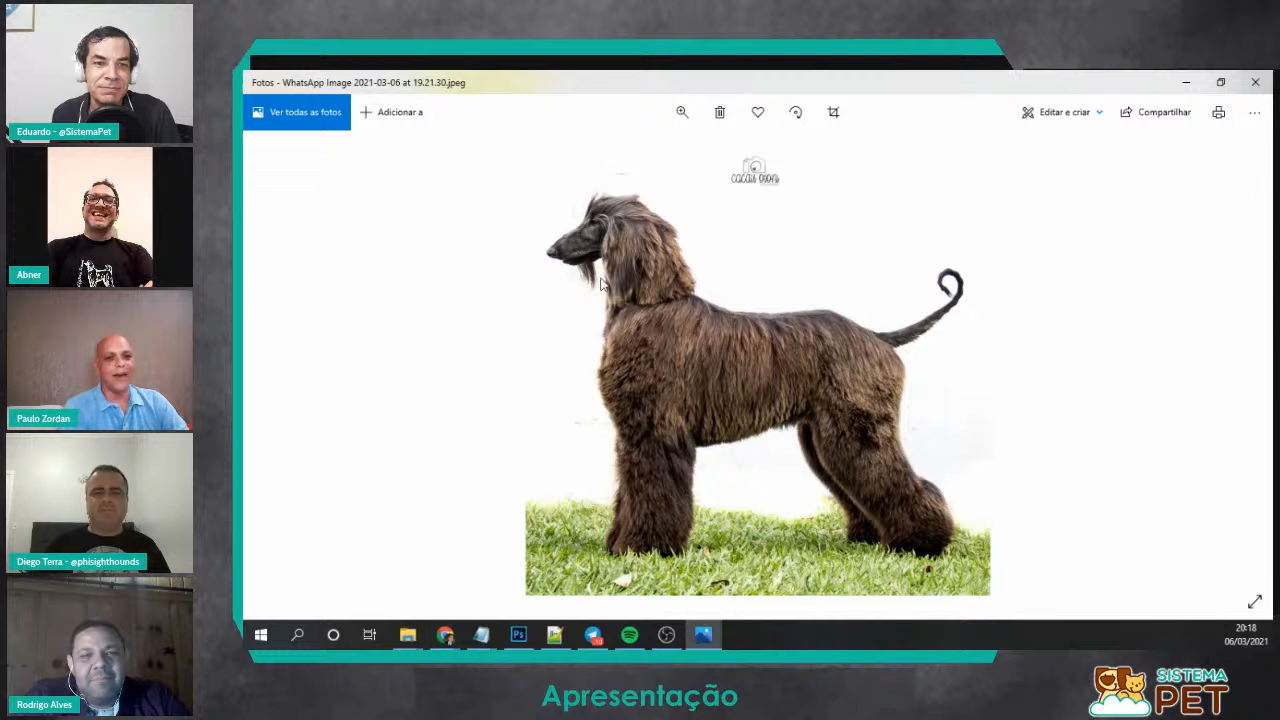 Eduardo - @SistemaPet
Abner
Paulo Zordan
Diego Terra - @phisighthounds
Rodrigo Alves
Fotos - WhatsApp Image 2021-03-06 at 19.21.30.jpeg
Ver todas as fotos
Adicionar a
Editar e criar
Compartilhar
Ps
20:18
06/03/2021
Apresentação
SISTEMA
PET